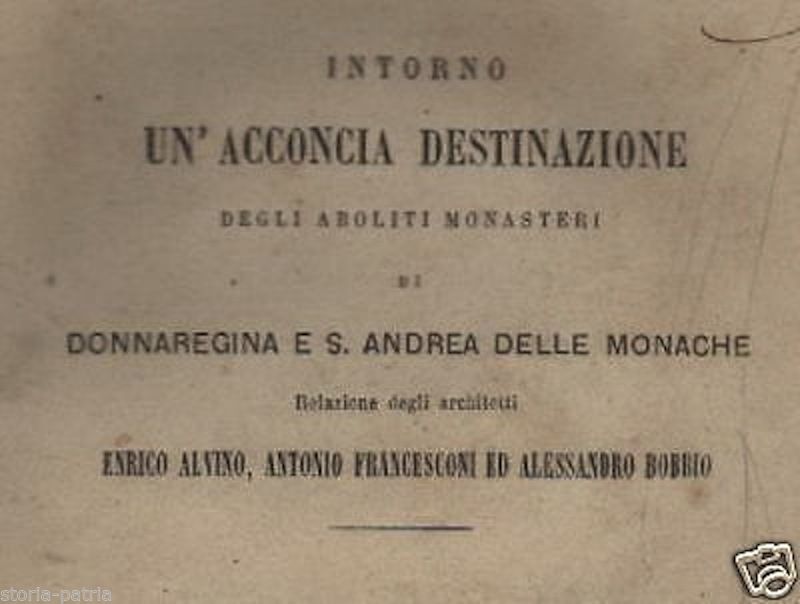 INTORNO
UN' ACCONCIA DESTINAZIONE
DEGLI ABOLITI MONASTERI
DI
DONNAREGINA E S. ANDREA DELLE MONACHE
Relazione degli architetti
ENRICO ALVINO, ANTONIO FRANCESCONI ED ALESSANDRO BOBBIO
storia-patria